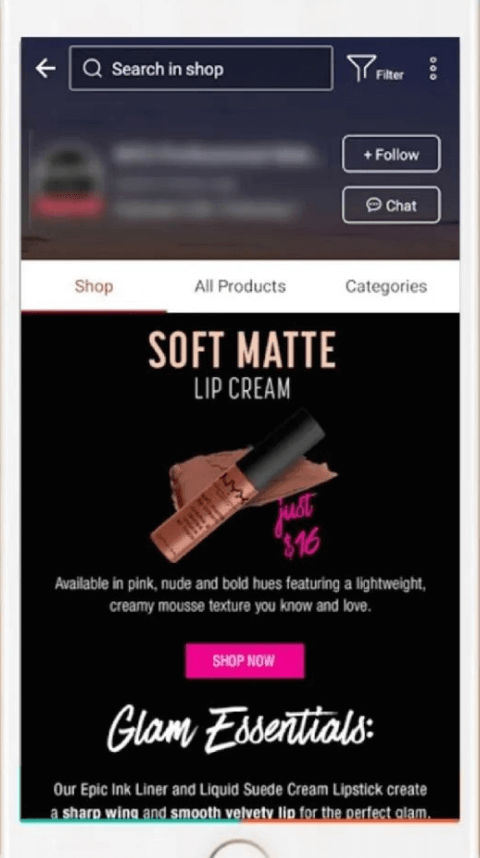 Search in shop
Filter
+ Follow
Chat
Shop
All Products
Categories
SOFT MATTE
LIP CREAM
NYX
just
$16
Available in pink, nude and bold hues featuring a lightweight,
creamy mousse texture you know and love.
SHOP NOW
Glam Essentials:
Our Epic Ink Liner and Liquid Suede Cream Lipstick create
a sharp wing and smooth velvety lip for the perfect glam.